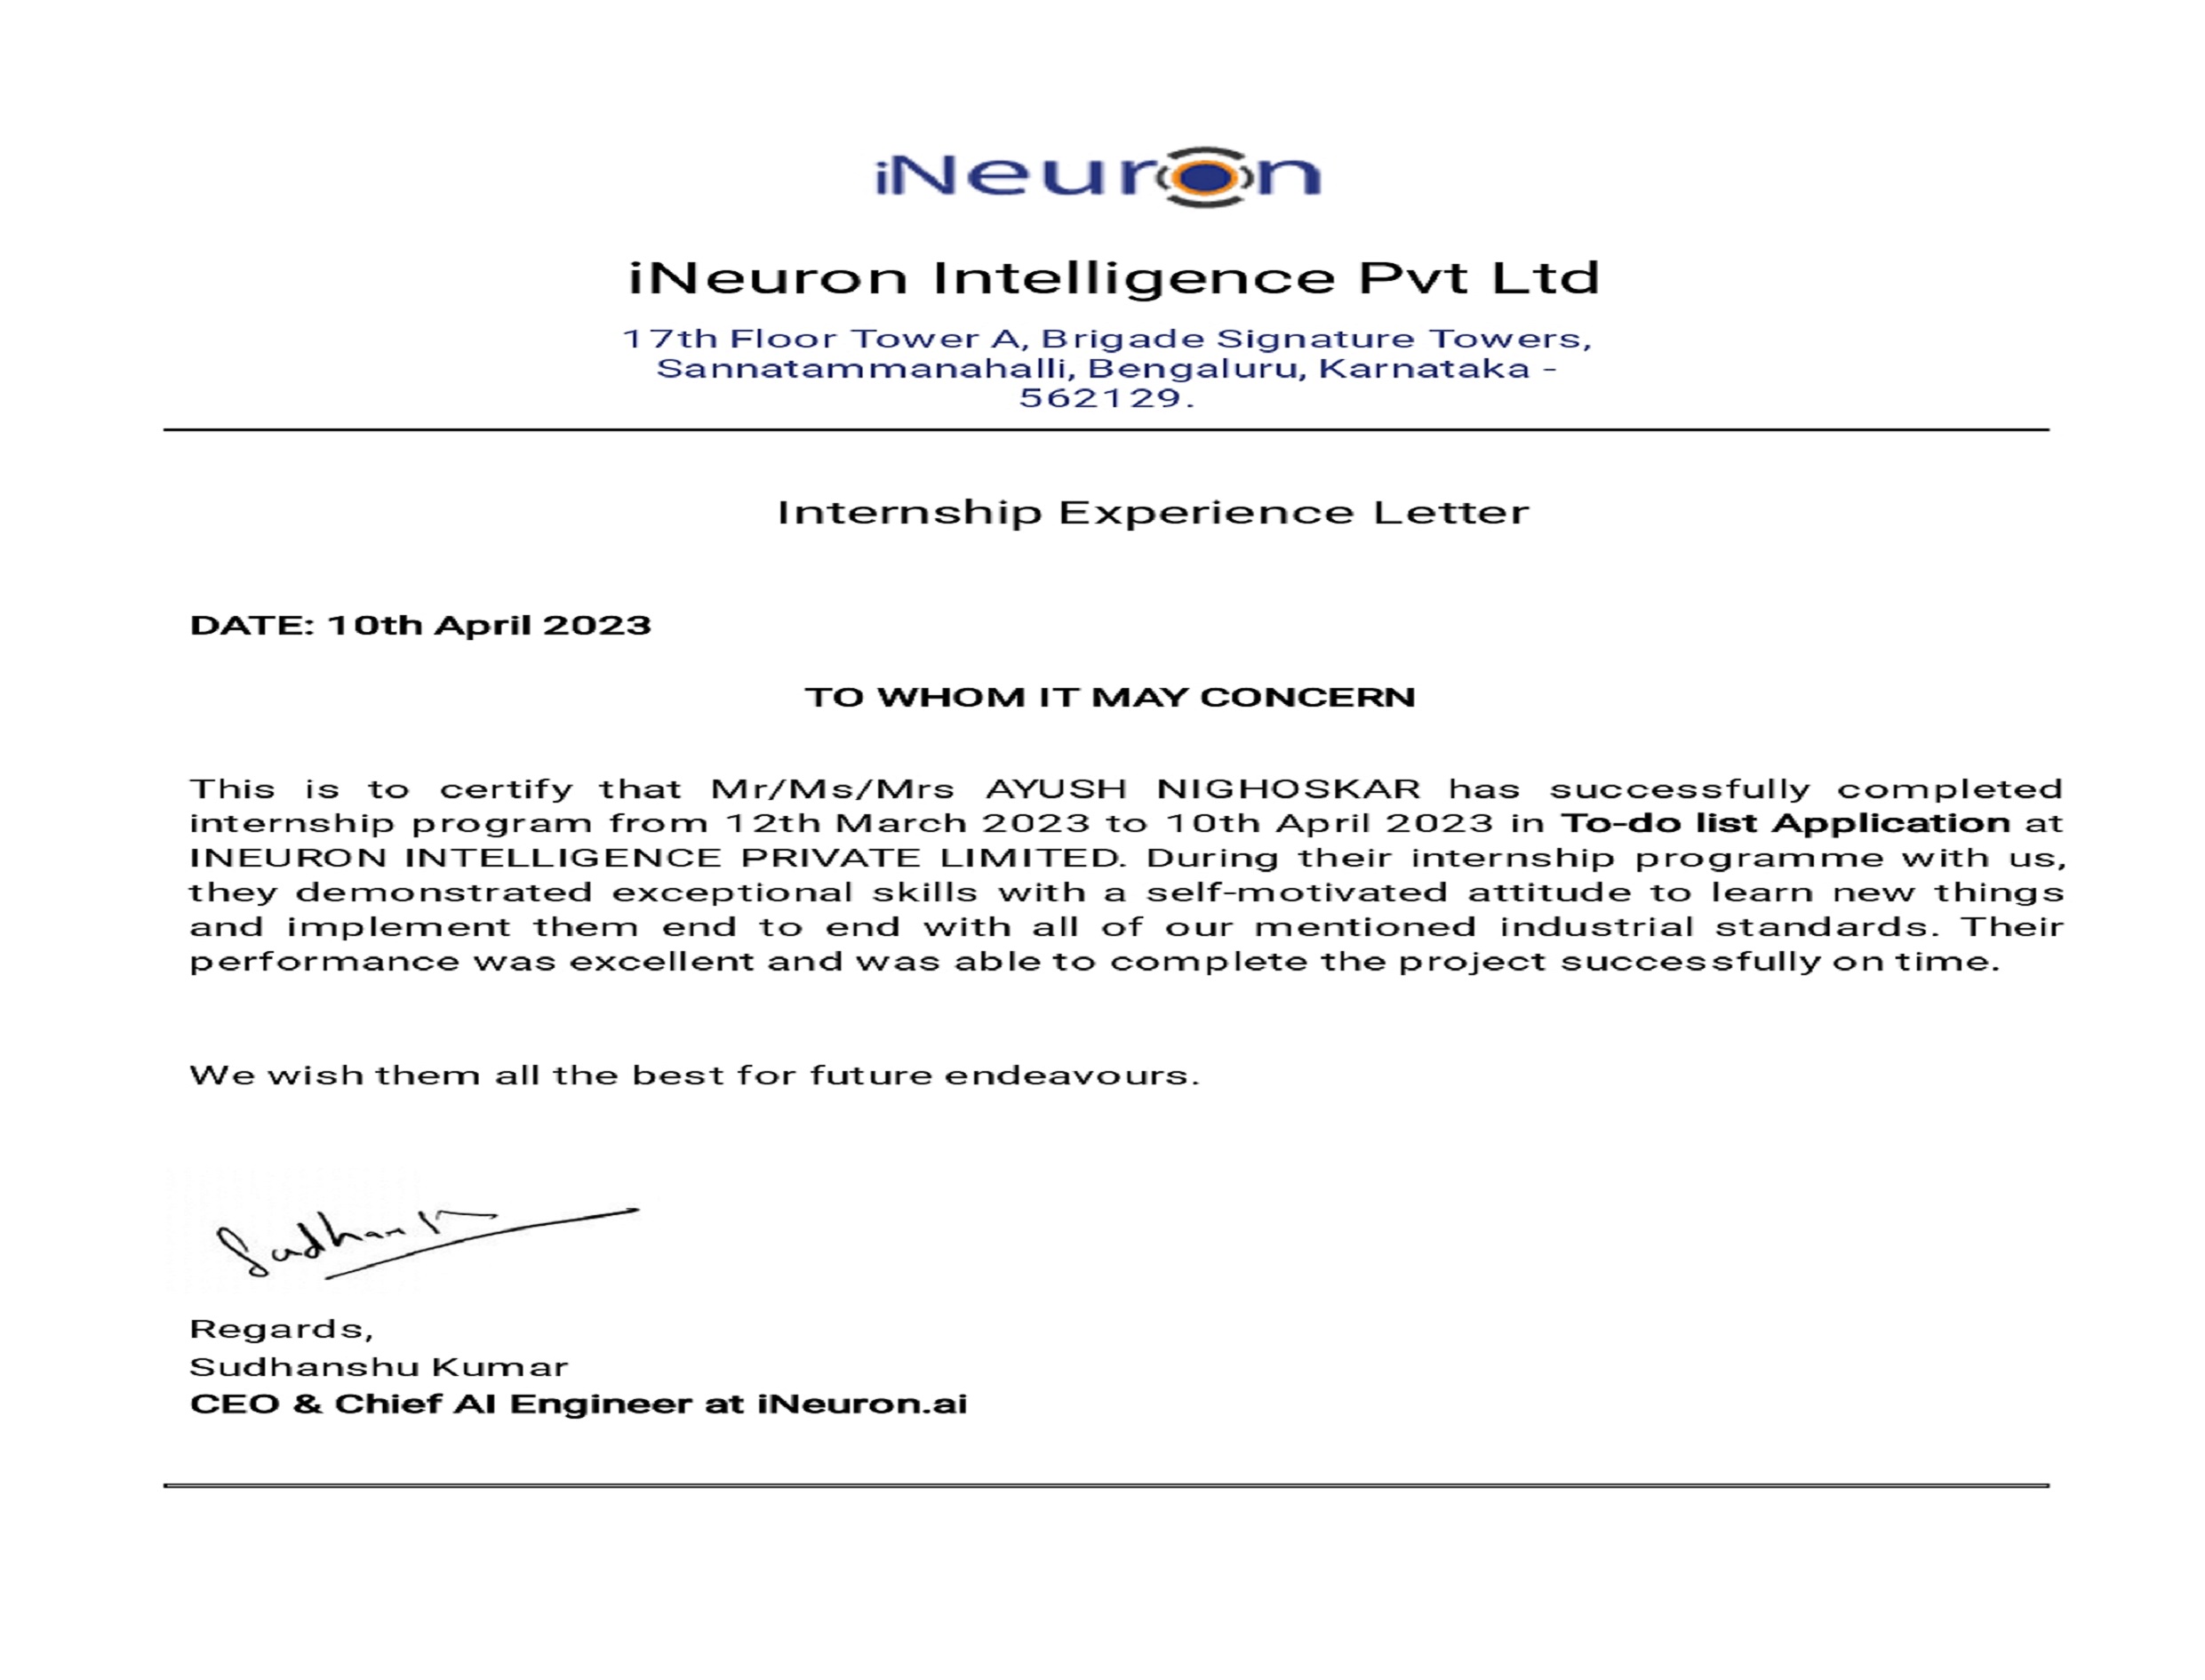 iNeuron
iNeuron Intelligence Pvt Ltd
17th Floor Tower A, Brigade Signature Towers,
Sannatammanahalli, Bengaluru, Karnataka -
562129.
Internship Experience Letter
DATE: 10th April 2023
TO WHOM IT MAY CONCERN
This is to certify that Mr/Ms/Mrs AYUSH NIGHOSKAR has successfully completed
internship program from 12th March 2023 to 10th April 2023 in To-do list Application at
INEURON INTELLIGENCE PRIVATE LIMITED. During their internship programme with us,
they demonstrated exceptional skills with a self-motivated attitude to learn new things
and implement them end to end with all of our mentioned industrial standards. Their
performance was excellent and was able to complete the project successfully on time.
We wish them all the best for future endeavours.
Regards,
Sudhanshu Kumar
CEO & Chief AI Engineer at iNeuron.ai